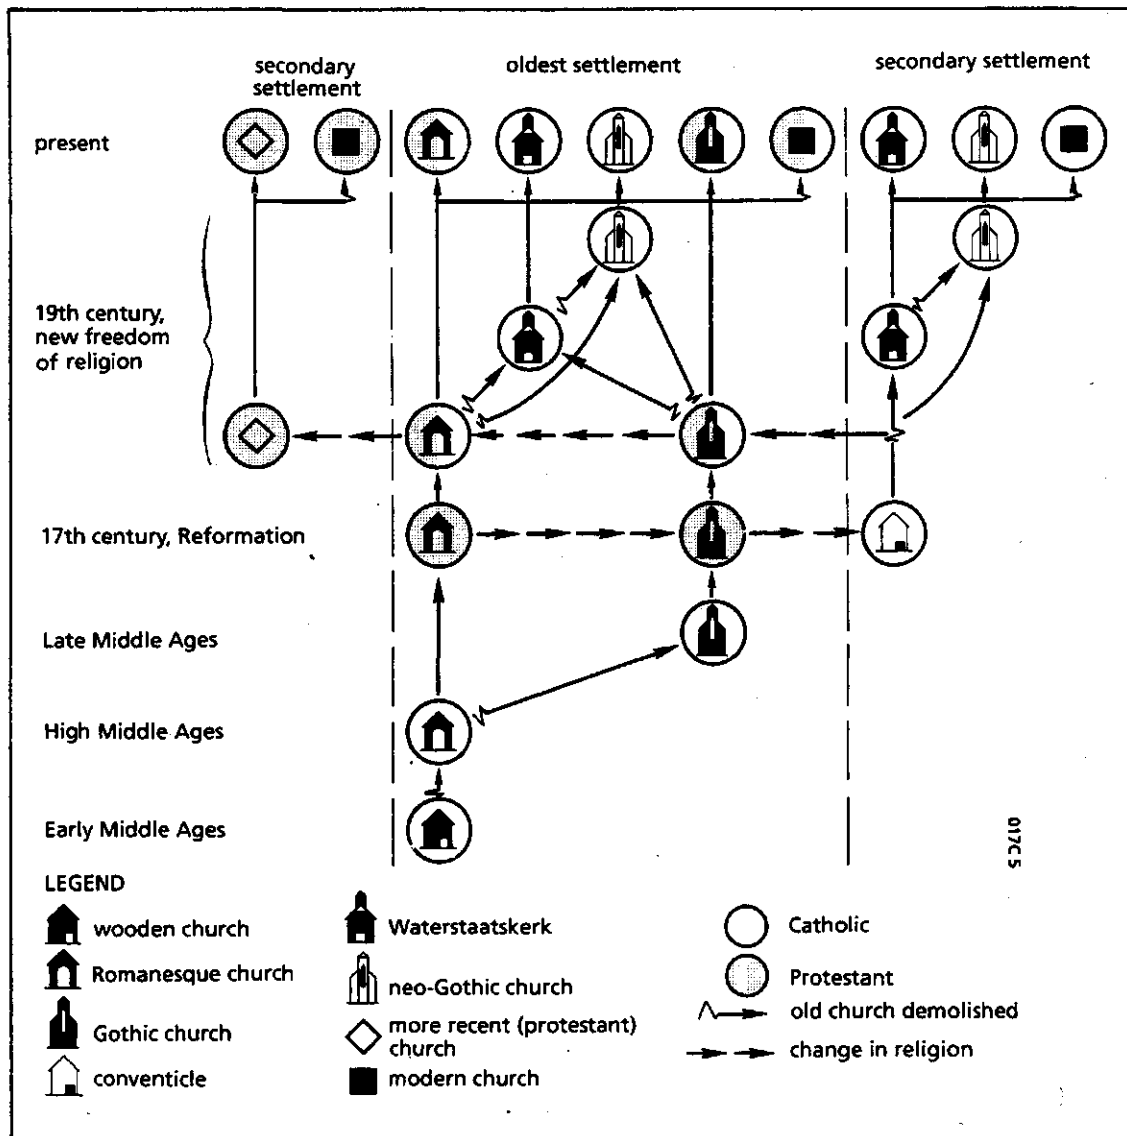 secondary
settlement
oldest settlement
secondary settlement
present
19th century,
new freedom
of religion
17th century, Reformation
Late Middle Ages
High Middle Ages
Early Middle Ages
017C5
LEGEND
wooden church
Romanesque church
Gothic church
conventicle
Waterstaatskerk
neo-Gothic church
more recent (protestant)
church
modern church
Catholic
Protestant
old church demolished
change in religion